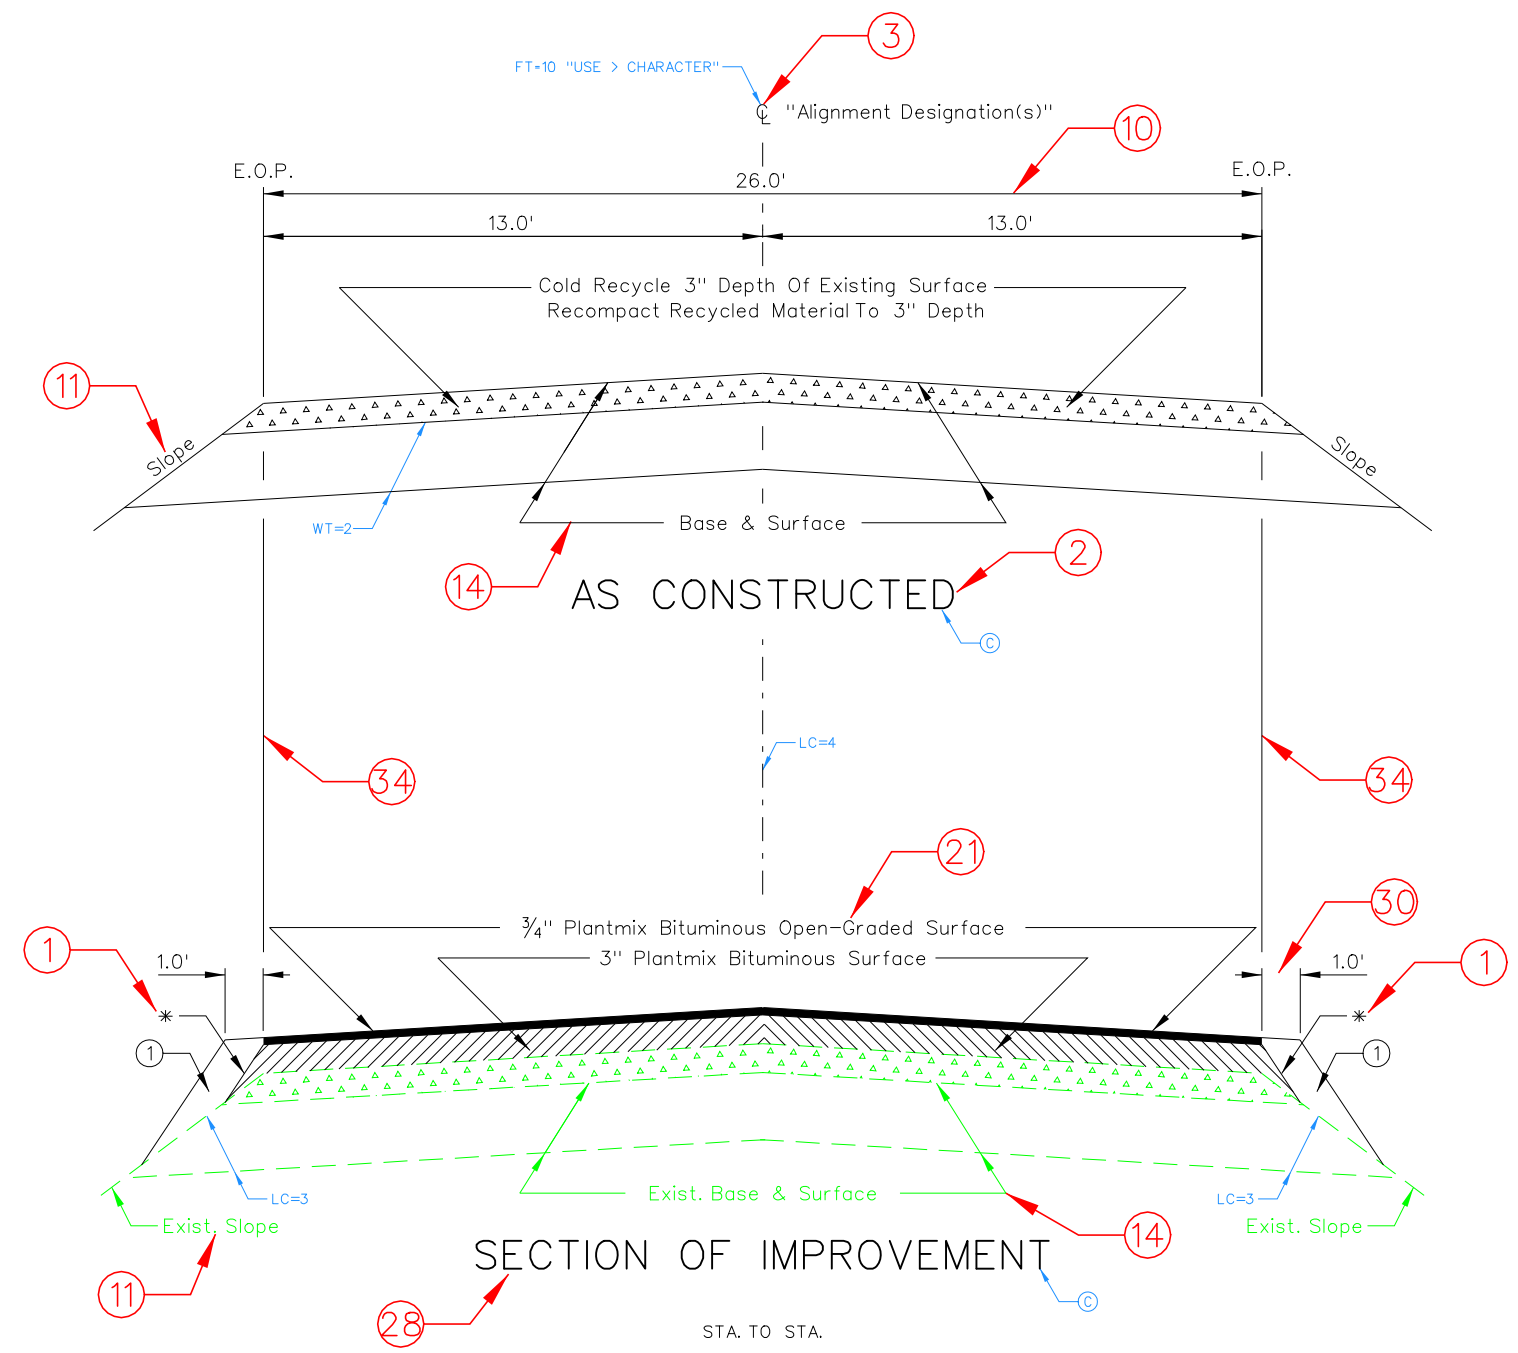 3
FT=10 "USE > CHARACTER"
℄ "Alignment Designation(s)"
10
E.O.P.
26.0'
E.O.P.
13.0'
13.0'
Cold Recycle 3" Depth Of Existing Surface
Recompact Recycled Material To 3" Depth
11
Slope
Slope
WT=2
Base & Surface
2
14
AS CONSTRUCTED
C
LC=4
34
34
21
30
3/4" Plantmix Bituminous Open-Graded Surface
1
3" Plantmix Bituminous Surface
1
1.0'
1.0'
*
*
1
1
LC=3
Exist. Base & Surface
LC=3
Exist. Slope
Exist. Slope
14
SECTION OF IMPROVEMENT
11
C
28
STA. TO STA.